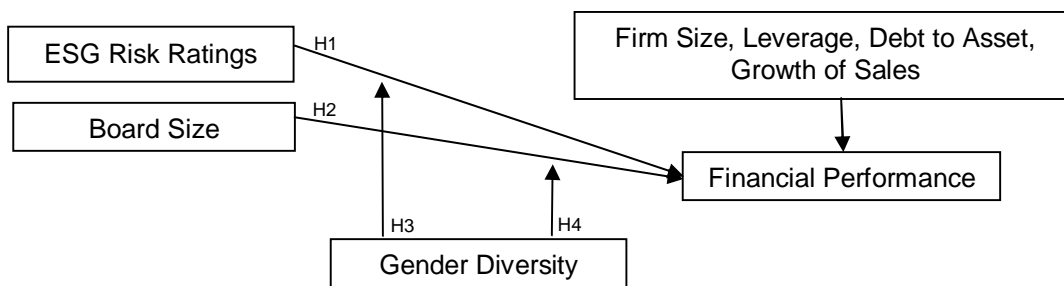 ESG Risk Ratings
H1
Firm Size, Leverage, Debt to Asset,
Growth of Sales
Board Size
H2
Financial Performance
H3
H4
Gender Diversity